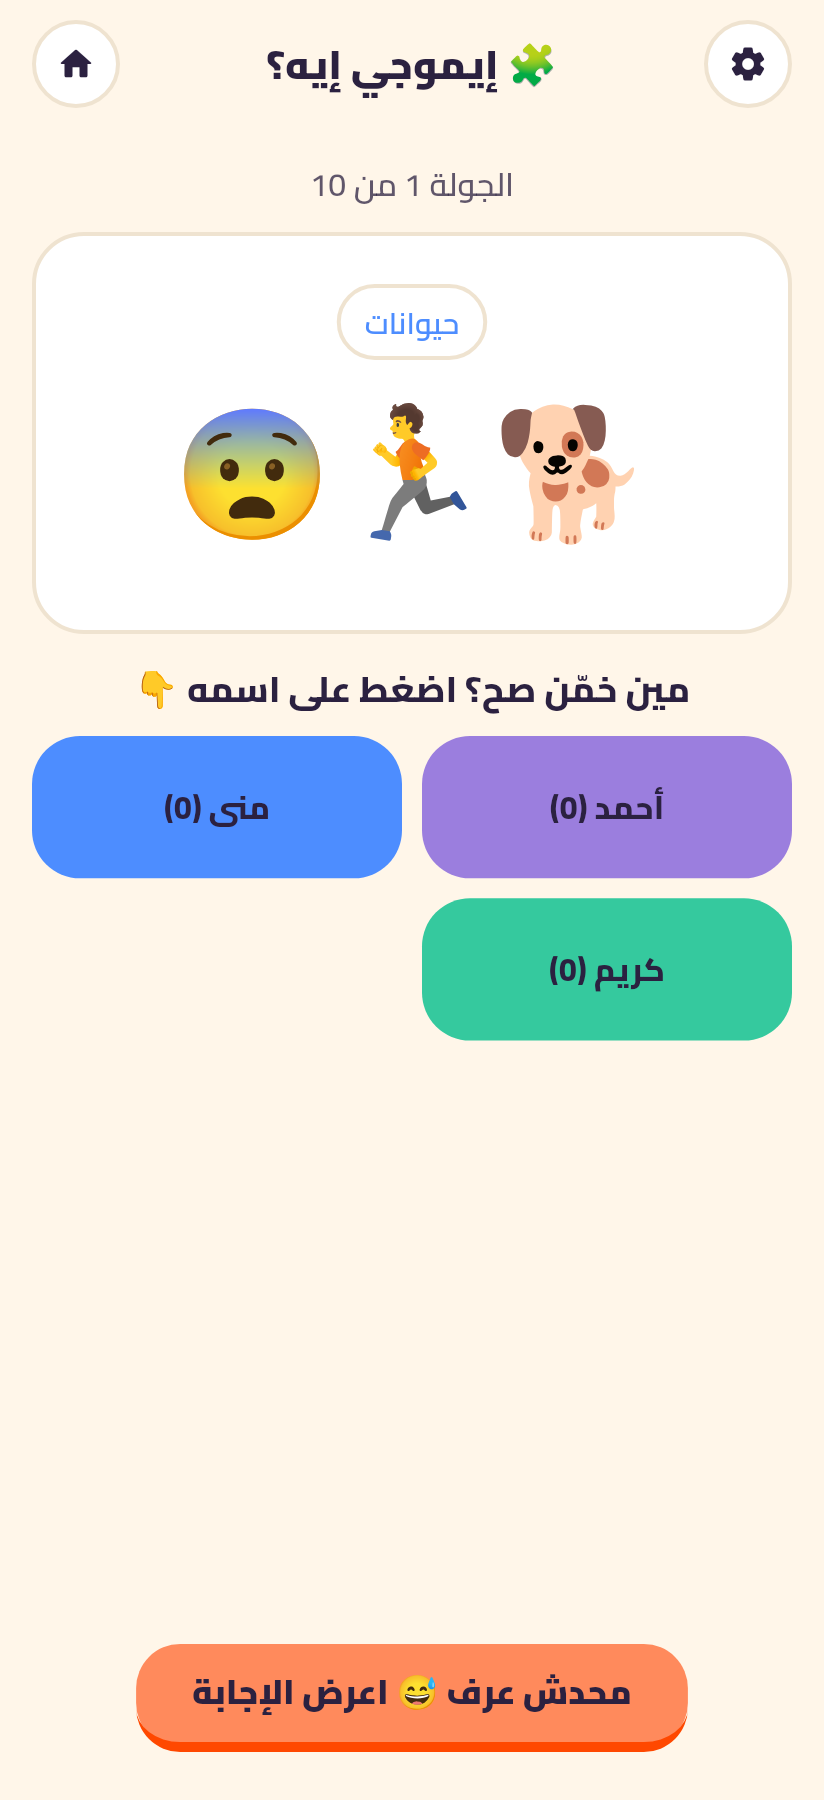 🧩 إيموجي إيه؟
الجولة 1 من 10
حيوانات
مين خمّن صح؟ اضغط على اسمه 👇
أحمد (0)
منى (0)
كريم (0)
محدش عرف 😅 اعرض الإجابة